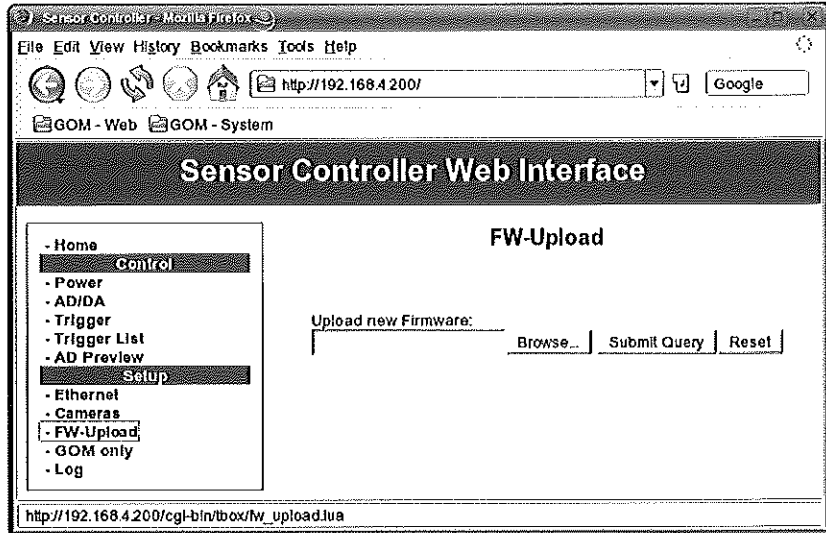 Sensor Controller - Mozilla Firefox
File Edit View History Bookmarks Tools Help
http://192.168.4.200/
Google
GOM - Web GOM - System
Sensor Controller Web Interface
- Home
Control
- Power
- AD/DA
- Trigger
- Trigger List
- AD Preview
Setup
- Ethernet
- Cameras
- FW-Upload
- GOM only
- Log
FW-Upload
Upload new Firmware:
Browse... Submit Query Reset
http://192.168.4.200/cgi-bin/tbox/fw_upload.lua